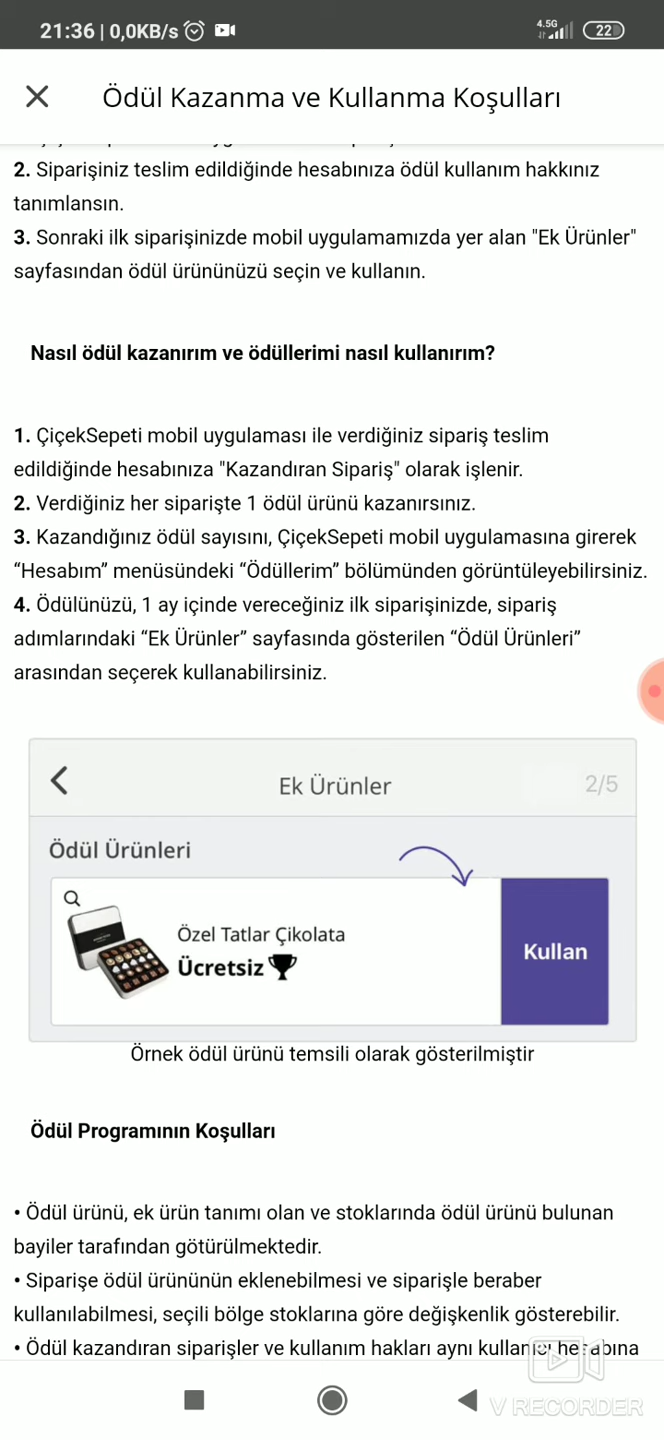 21:36 | 0,0KB/s
4.5G
22
Ödül Kazanma ve Kullanma Koşulları
2. Siparişiniz teslim edildiğinde hesabınıza ödül kullanım hakkınız
tanımlansın.
3. Sonraki ilk siparişinizde mobil uygulamamızda yer alan "Ek Ürünler"
sayfasından ödül ürününüzü seçin ve kullanın.
Nasıl ödül kazanırım ve ödüllerimi nasıl kullanırım?
1. ÇiçekSepeti mobil uygulaması ile verdiğiniz sipariş teslim
edildiğinde hesabınıza "Kazandıran Sipariş" olarak işlenir.
2. Verdiğiniz her siparişte 1 ödül ürünü kazanırsınız.
3. Kazandığınız ödül sayısını, ÇiçekSepeti mobil uygulamasına girerek
“Hesabım” menüsündeki “Ödüllerim” bölümünden görüntüleyebilirsiniz.
4. Ödülünüzü, 1 ay içinde vereceğiniz ilk siparişinizde, sipariş
adımlarındaki “Ek Ürünler” sayfasında gösterilen “Ödül Ürünleri”
arasından seçerek kullanabilirsiniz.
Ek Ürünler
2/5
Ödül Ürünleri
Özel Tatlar Çikolata
Ücretsiz
Kullan
Örnek ödül ürünü temsili olarak gösterilmiştir
Ödül Programının Koşulları
• Ödül ürünü, ek ürün tanımı olan ve stoklarında ödül ürünü bulunan
bayiler tarafından götürülmektedir.
• Siparişe ödül ürününün eklenebilmesi ve siparişle beraber
kullanılabilmesi, seçili bölge stoklarına göre değişkenlik gösterebilir.
• Ödül kazandıran siparişler ve kullanım hakları aynı kullanıcı hesabına
V RECORDER